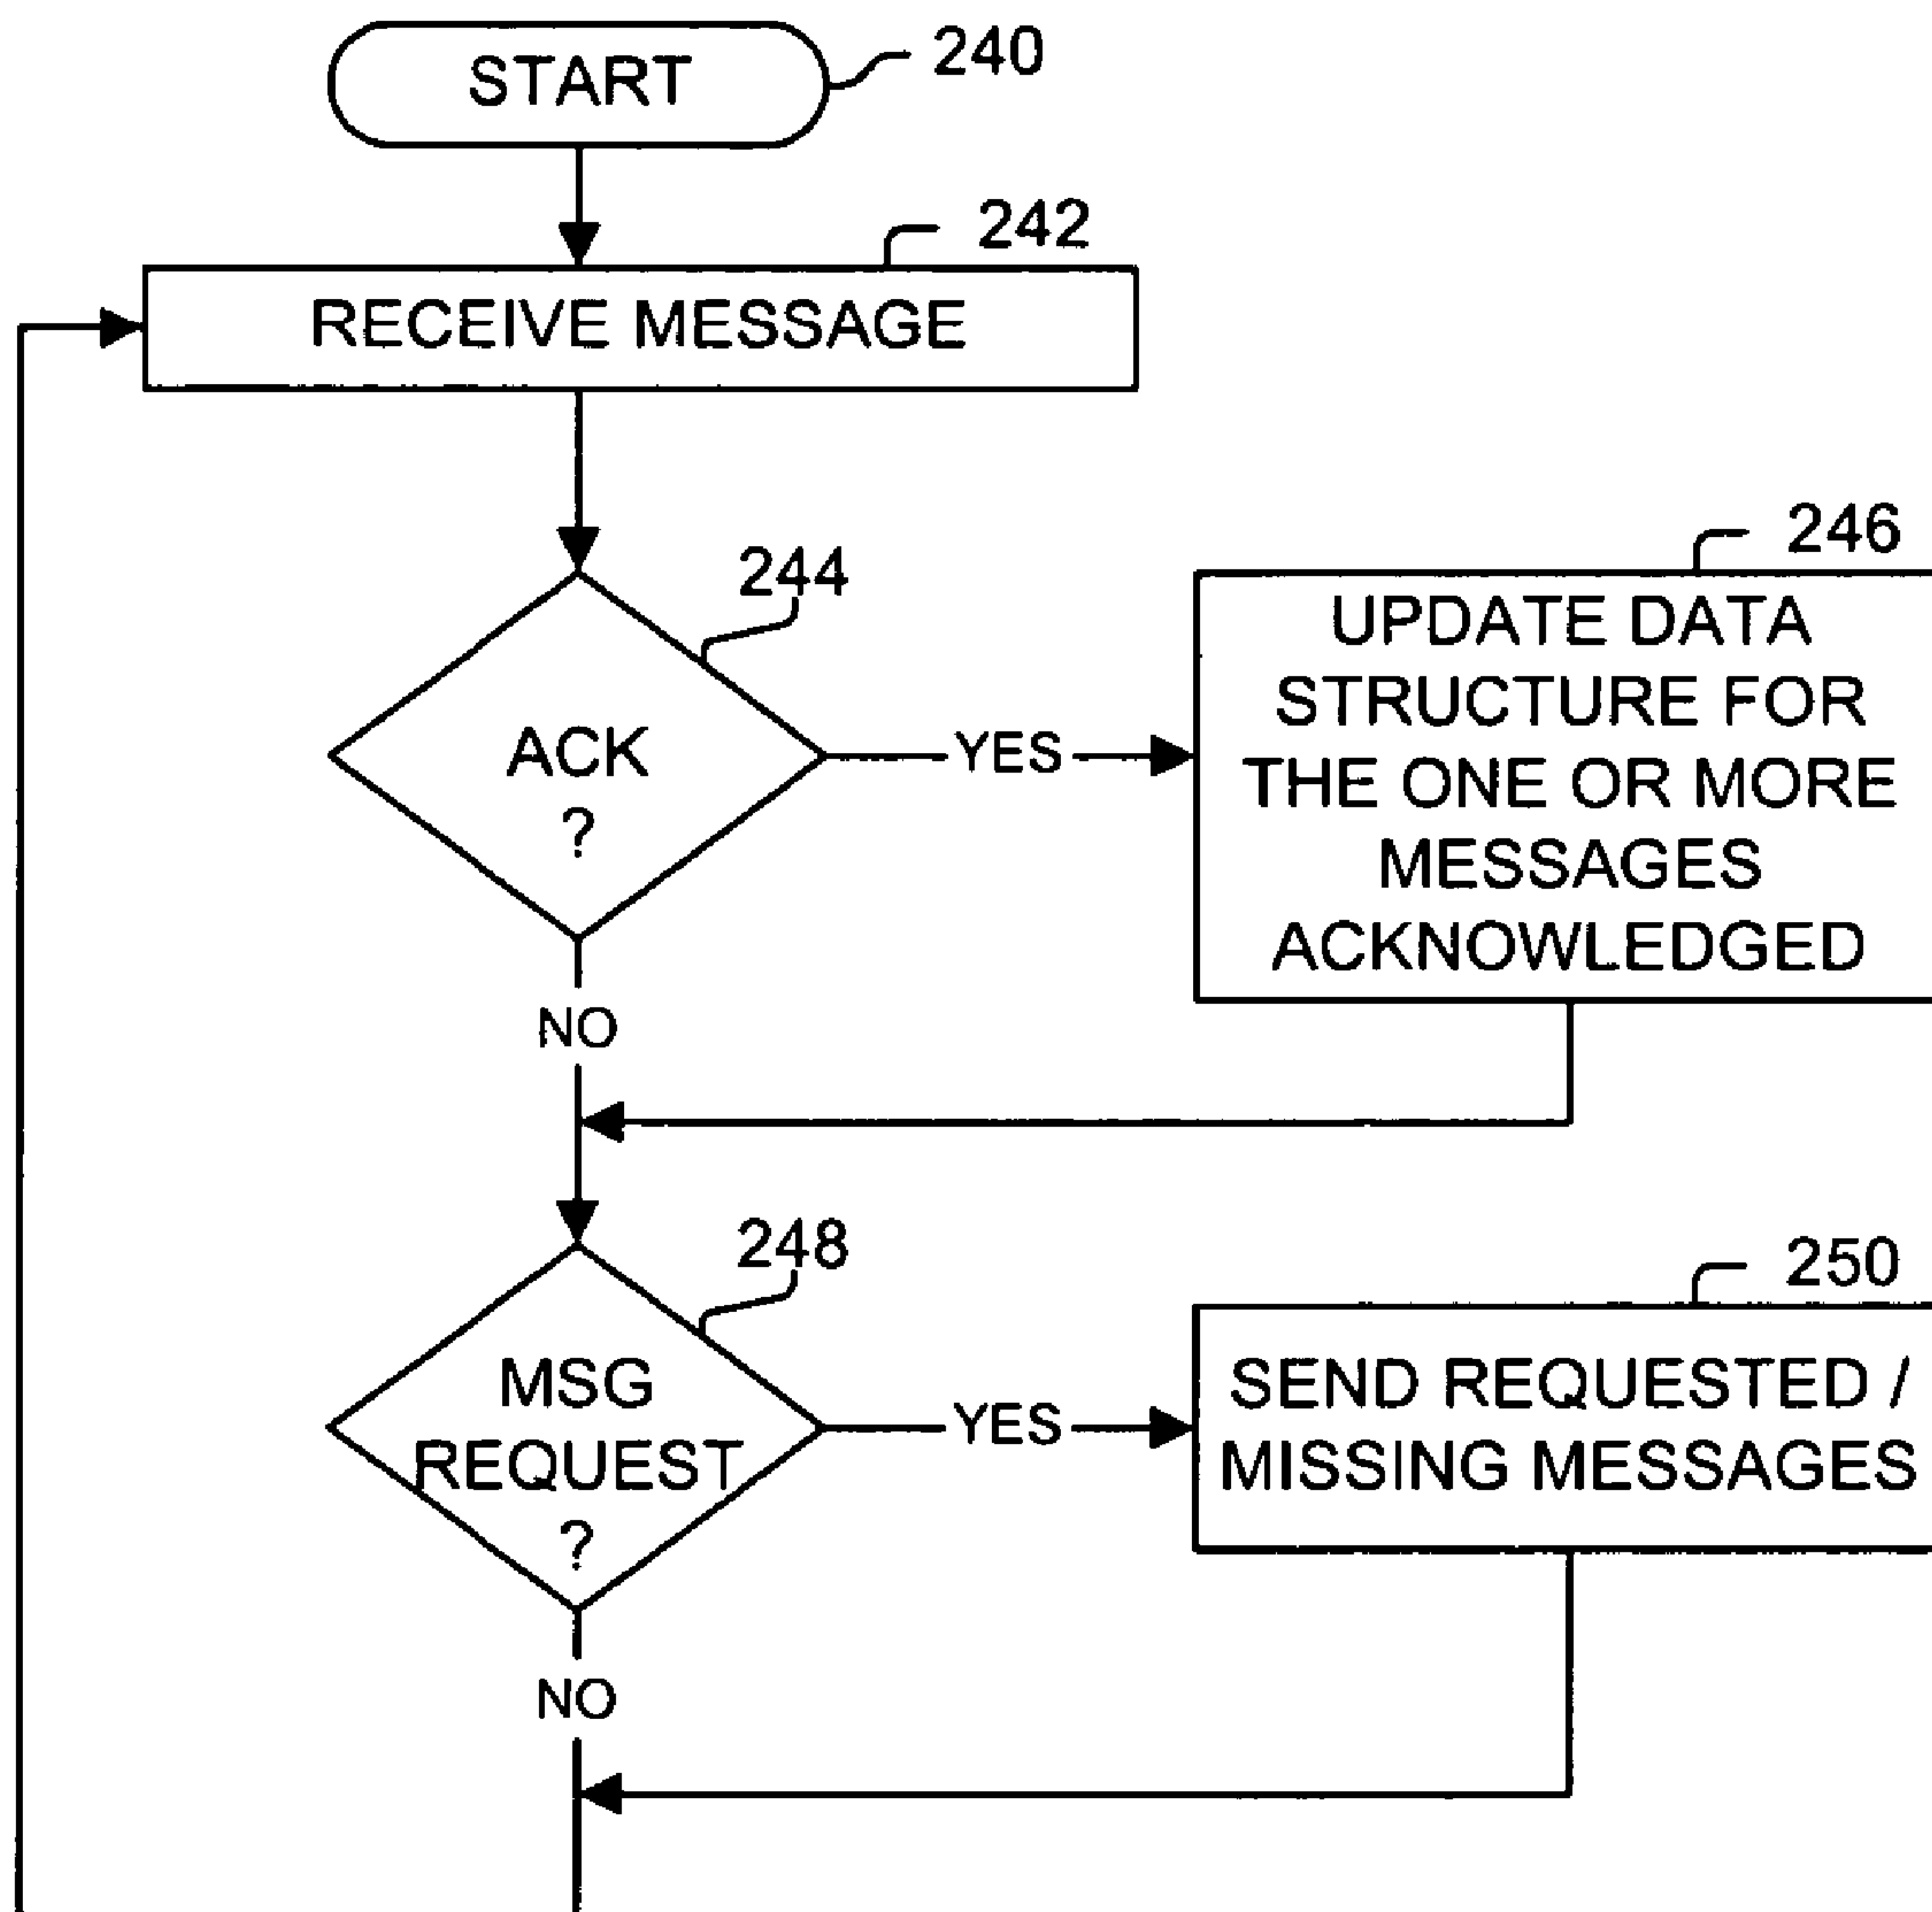 START
240
242
RECEIVE MESSAGE
244
ACK
?
YES
246
UPDATE DATA
STRUCTURE FOR
THE ONE OR MORE
MESSAGES
ACKNOWLEDGED
NO
248
MSG
REQUEST
?
YES
250
SEND REQUESTED /
MISSING MESSAGES
NO